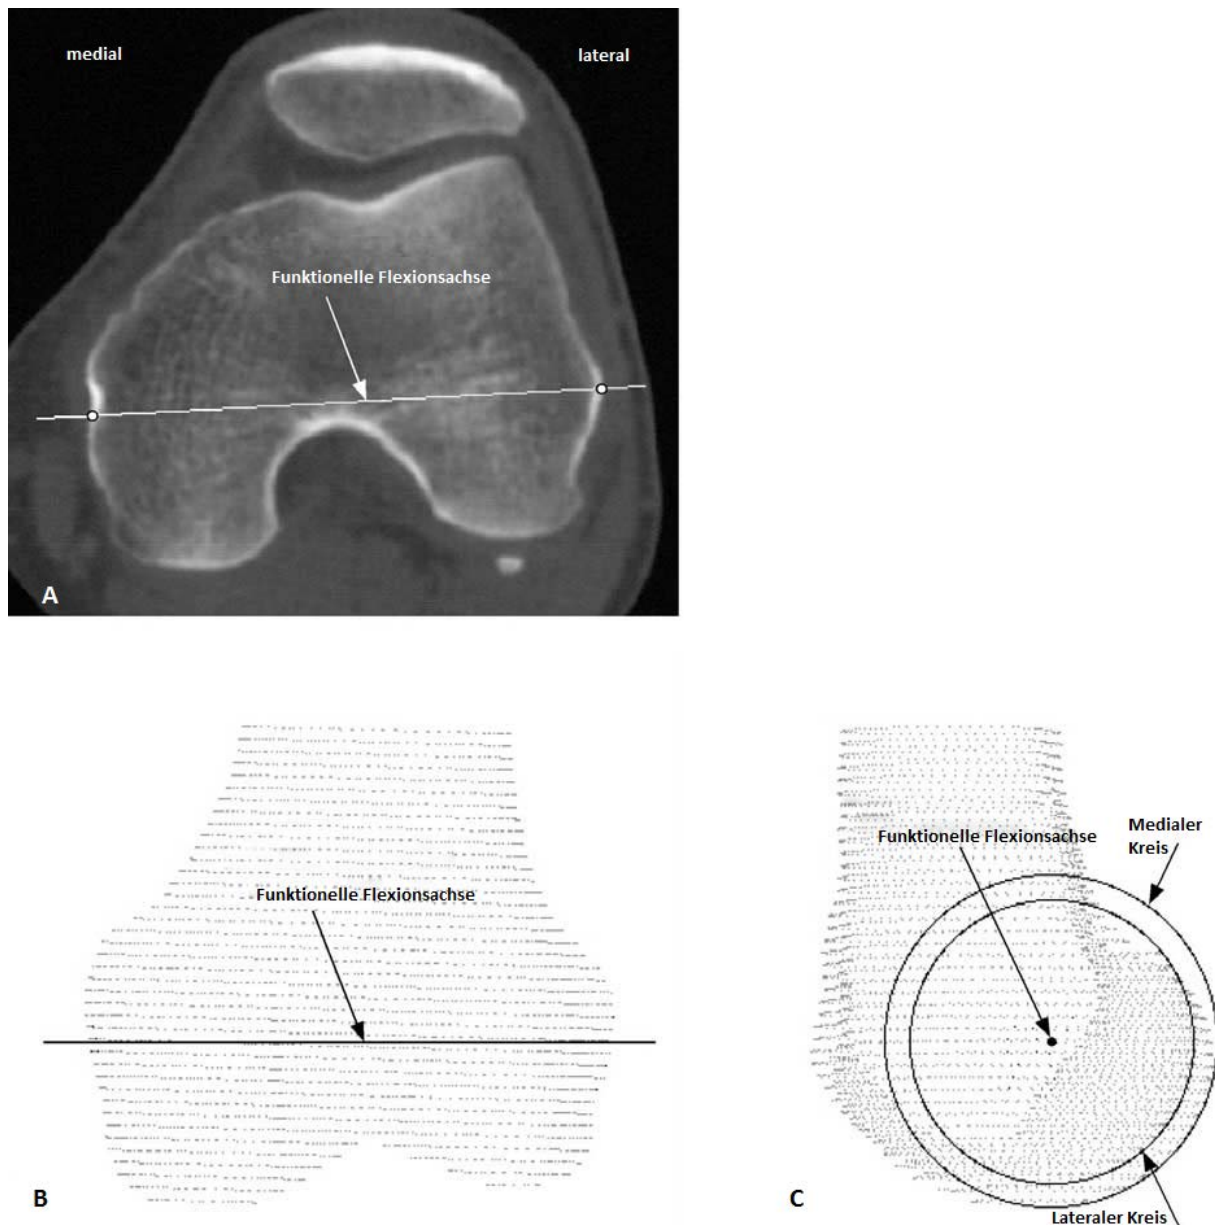 medial
lateral
Funktionelle Flexionsachse
A
Funktionelle Flexionsachse
B
Funktionelle Flexionsachse
Medialer
Kreis
Lateraler Kreis
C